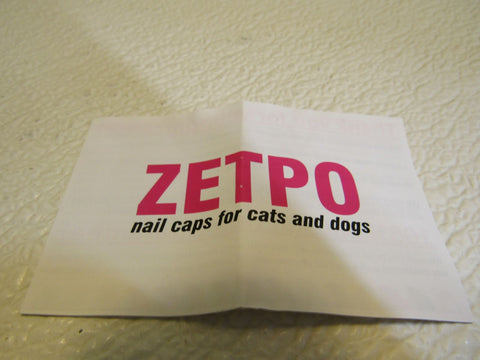 ZETPO
nail caps for cats and dogs